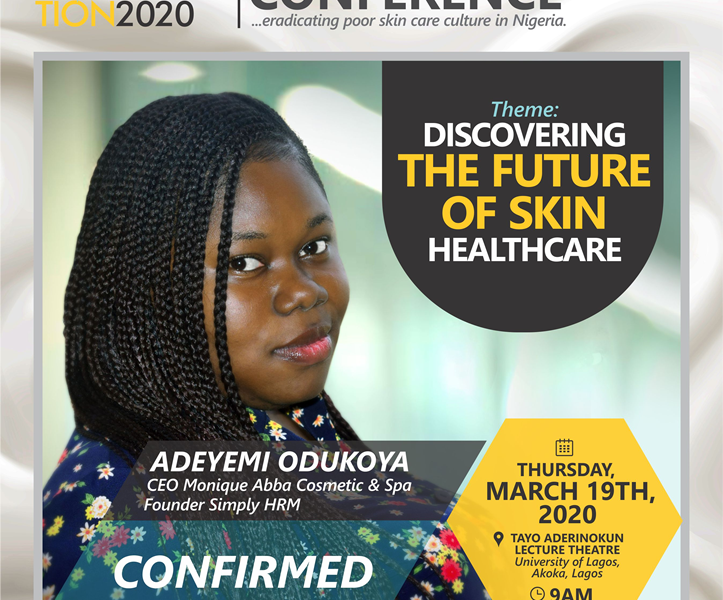 TION2020
CONFERENCE
...eradicating poor skin care culture in Nigeria.
Theme:
DISCOVERING
THE FUTURE
OF SKIN
HEALTHCARE
ADEYEMI ODUKOYA
CEO Monique Abba Cosmetic & Spa
Founder Simply HRM
CONFIRMED
THURSDAY,
MARCH 19TH,
2020
TAYO ADERINOKUN
LECTURE THEATRE
University of Lagos,
Akoka, Lagos
9AM